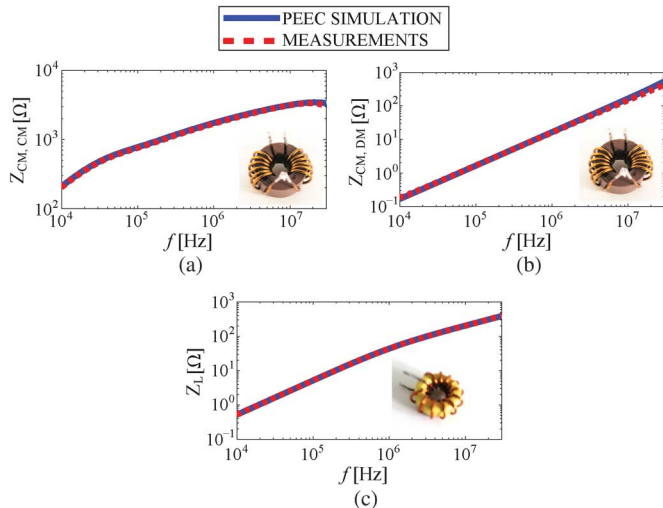 PEEC SIMULATION
MEASUREMENTS
Z_CM, CM [Ω]
10^4
10^3
10^2
10^4 10^5 10^6 10^7
f [Hz]
(a)
Z_CM, DM [Ω]
10^3
10^2
10^1
10^0
10^-1
10^4 10^5 10^6 10^7
f [Hz]
(b)
Z_L [Ω]
10^3
10^2
10^1
10^0
10^-1
10^4 10^5 10^6 10^7
f [Hz]
(c)